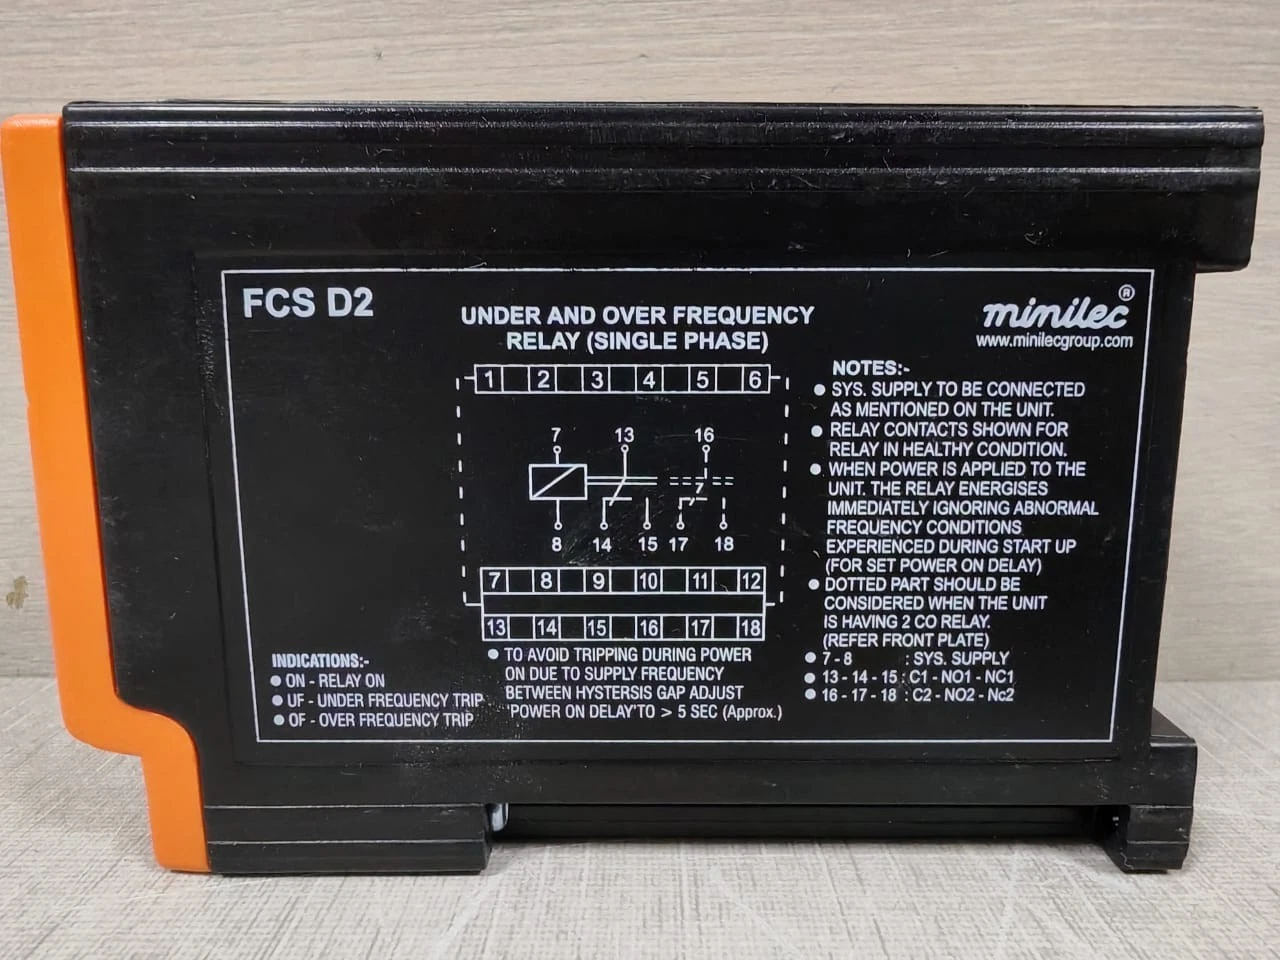 FCS D2
UNDER AND OVER FREQUENCY
RELAY (SINGLE PHASE)
minilec®
www.minilecgroup.com
1 2 3 4 5 6
7 13 16
8 14 15 17 18
7 8 9 10 11 12
13 14 15 16 17 18
NOTES:-
● SYS. SUPPLY TO BE CONNECTED
AS MENTIONED ON THE UNIT.
● RELAY CONTACTS SHOWN FOR
RELAY IN HEALTHY CONDITION.
● WHEN POWER IS APPLIED TO THE
UNIT. THE RELAY ENERGISES
IMMEDIATELY IGNORING ABNORMAL
FREQUENCY CONDITIONS
EXPERIENCED DURING START UP
(FOR SET POWER ON DELAY)
● DOTTED PART SHOULD BE
CONSIDERED WHEN THE UNIT
IS HAVING 2 CO RELAY.
(REFER FRONT PLATE)
● 7 - 8 : SYS. SUPPLY
● 13 - 14 - 15 : C1 - NO1 - NC1
● 16 - 17 - 18 : C2 - NO2 - Nc2
INDICATIONS:-
● ON - RELAY ON
● UF - UNDER FREQUENCY TRIP
● OF - OVER FREQUENCY TRIP
● TO AVOID TRIPPING DURING POWER
ON DUE TO SUPPLY FREQUENCY
BETWEEN HYSTERSIS GAP ADJUST
'POWER ON DELAY'TO > 5 SEC (Approx.)